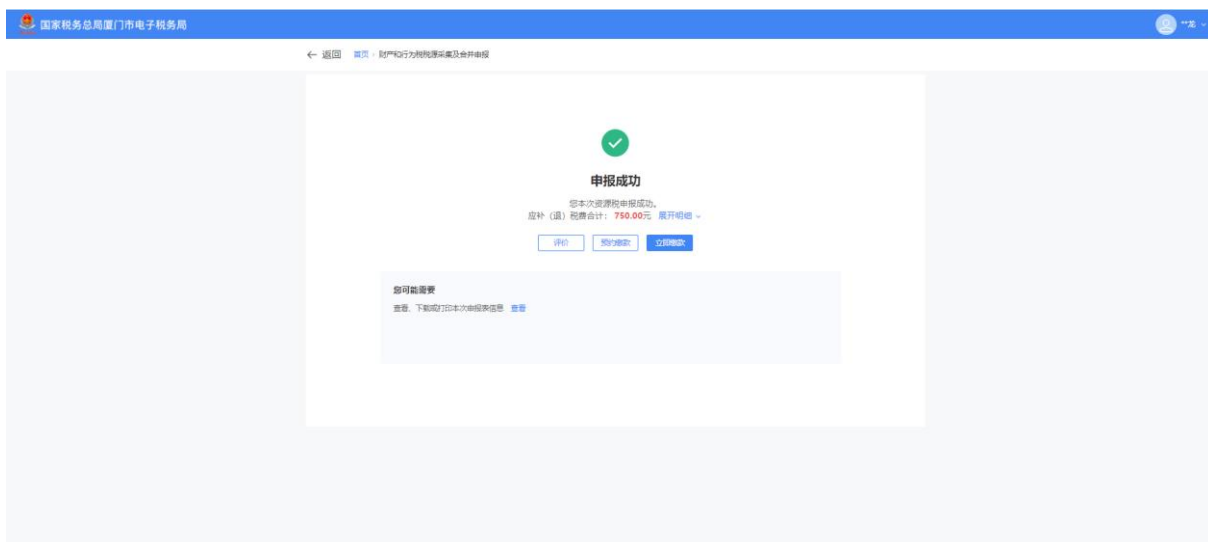 国家税务总局厦门市电子税务局
**龙
← 返回 首页 › 财产和行为税税源采集及合并申报
申报成功
您本次资源税申报成功。
应补（退）税费合计：750.00元 展开明细
评价 预约缴款 立即缴款
您可能需要
查看、下载或打印本次申报表信息 查看